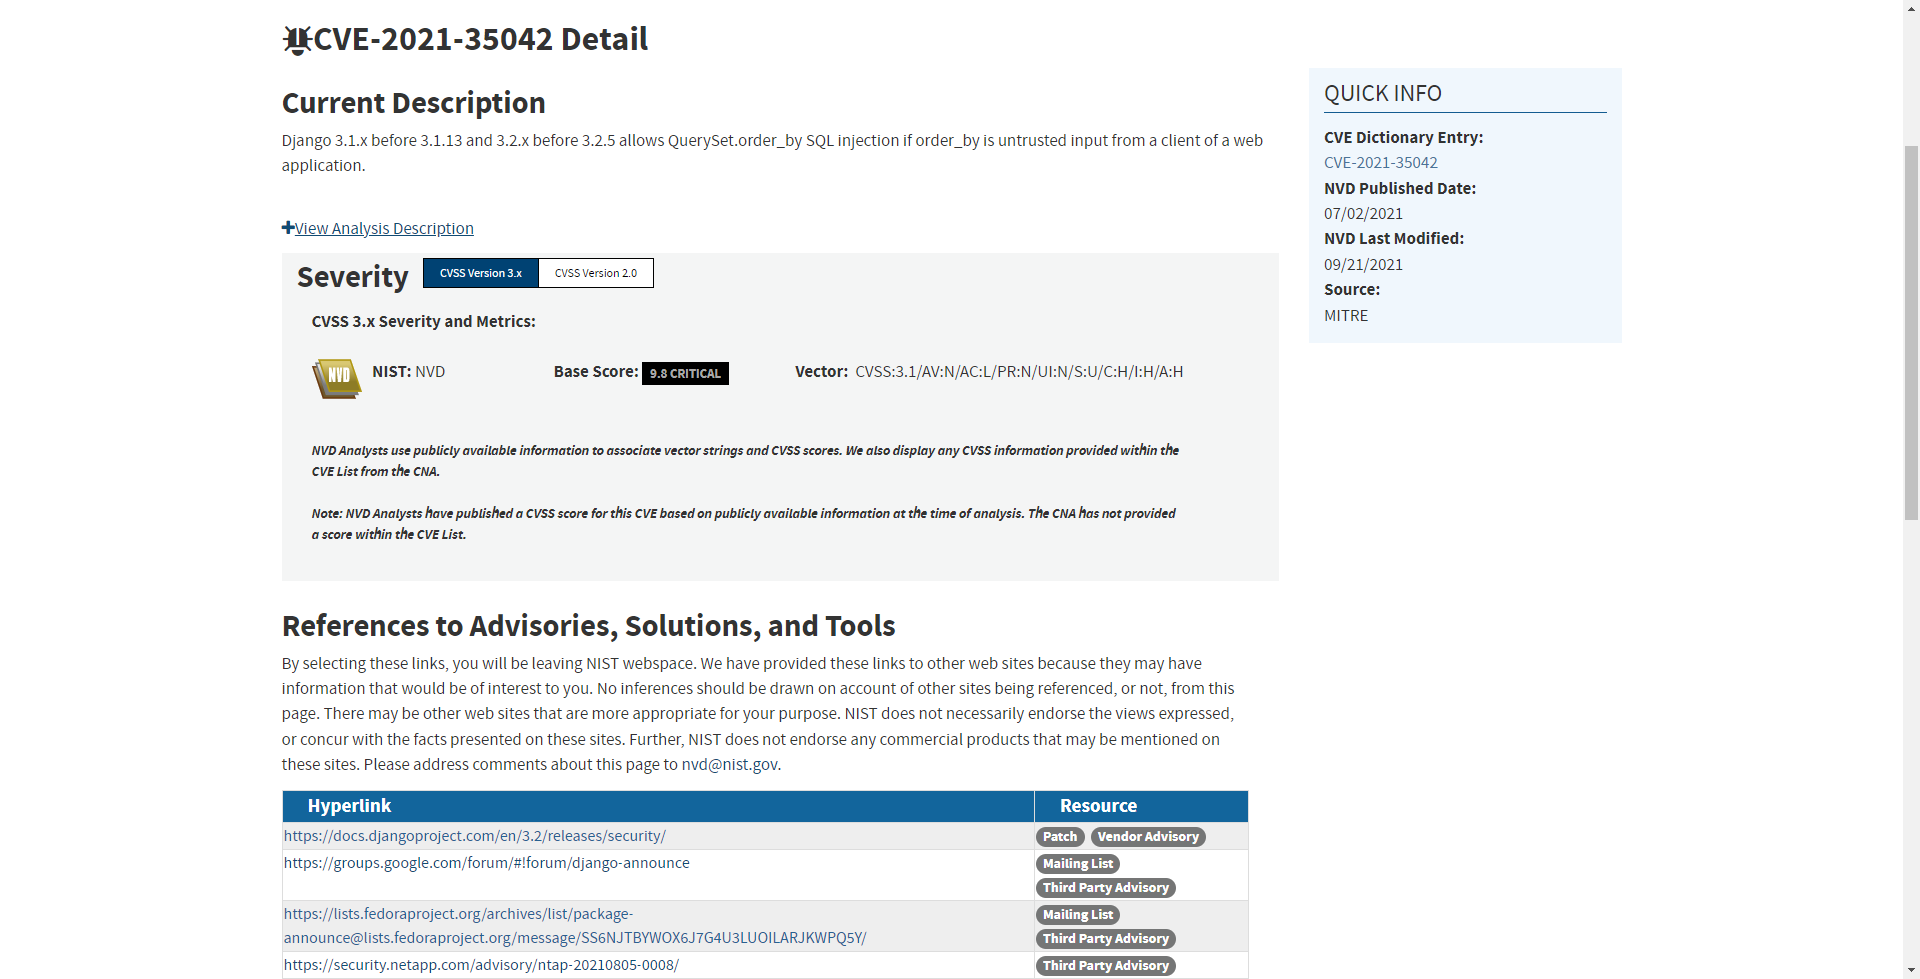 CVE-2021-35042 Detail
Current Description
Django 3.1.x before 3.1.13 and 3.2.x before 3.2.5 allows QuerySet.order_by SQL injection if order_by is untrusted input from a client of a web
application.
View Analysis Description
Severity CVSS Version 3.x CVSS Version 2.0
CVSS 3.x Severity and Metrics:
NVD NIST: NVD Base Score: 9.8 CRITICAL Vector: CVSS:3.1/AV:N/AC:L/PR:N/UI:N/S:U/C:H/I:H/A:H
NVD Analysts use publicly available information to associate vector strings and CVSS scores. We also display any CVSS information provided within the
CVE List from the CNA.
Note: NVD Analysts have published a CVSS score for this CVE based on publicly available information at the time of analysis. The CNA has not provided
a score within the CVE List.
References to Advisories, Solutions, and Tools
By selecting these links, you will be leaving NIST webspace. We have provided these links to other web sites because they may have
information that would be of interest to you. No inferences should be drawn on account of other sites being referenced, or not, from this
page. There may be other web sites that are more appropriate for your purpose. NIST does not necessarily endorse the views expressed,
or concur with the facts presented on these sites. Further, NIST does not endorse any commercial products that may be mentioned on
these sites. Please address comments about this page to nvd@nist.gov.
Hyperlink Resource
https://docs.djangoproject.com/en/3.2/releases/security/ Patch Vendor Advisory
https://groups.google.com/forum/#!forum/django-announce Mailing List
Third Party Advisory
https://lists.fedoraproject.org/archives/list/package- Mailing List
announce@lists.fedoraproject.org/message/SS6NJTBYWOX6J7G4U3LUOILARJKWPQ5Y/ Third Party Advisory
https://security.netapp.com/advisory/ntap-20210805-0008/ Third Party Advisory
QUICK INFO
CVE Dictionary Entry:
CVE-2021-35042
NVD Published Date:
07/02/2021
NVD Last Modified:
09/21/2021
Source:
MITRE